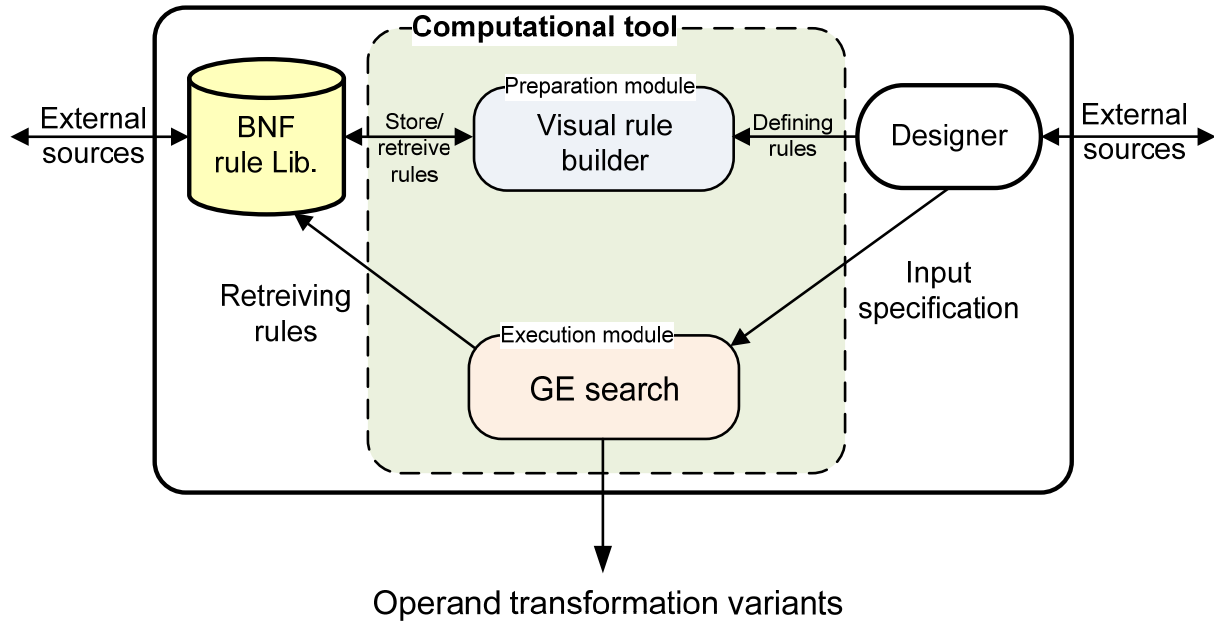 Computational tool
Preparation module
External
sources
BNF
rule Lib.
Store/
retreive
rules
Visual rule
builder
Defining
rules
Designer
External
sources
Retreiving
rules
Input
specification
Execution module
GE search
Operand transformation variants